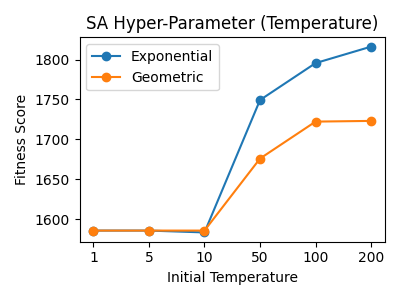 SA Hyper-Parameter (Temperature)
Exponential
Geometric
Fitness Score
1800
1750
1700
1650
1600
1 5 10 50 100 200
Initial Temperature